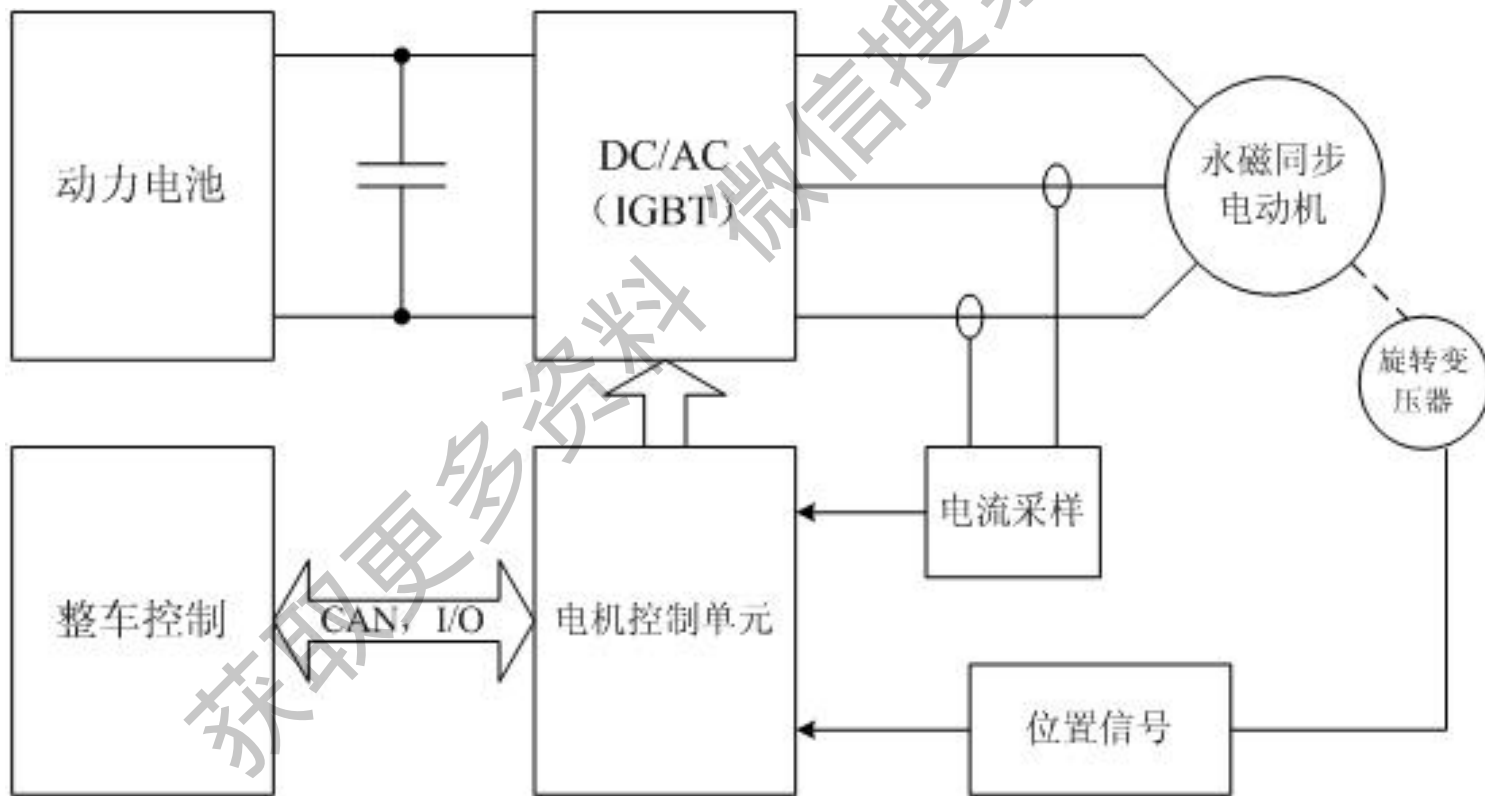 动力电池
DC/AC
（IGBT）
永磁同步
电动机
旋转变
压器
电流采样
整车控制
CAN，I/O
电机控制单元
位置信号
获取更多资料 微信搜